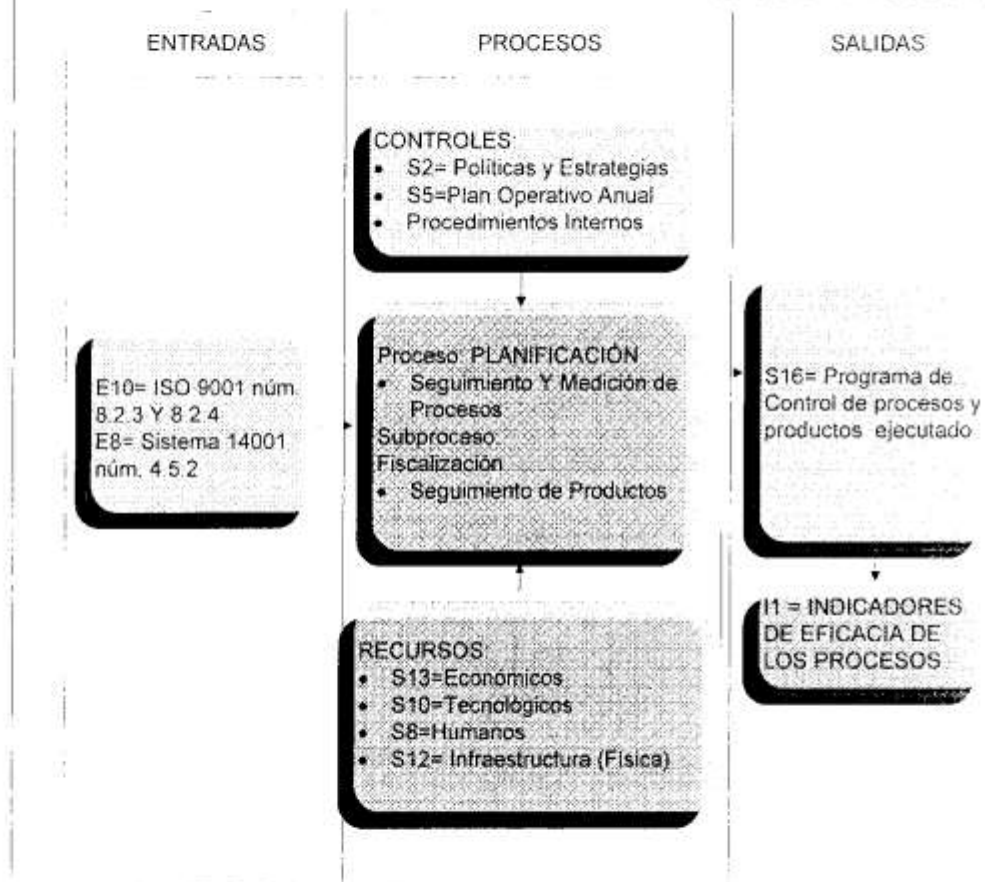 ENTRADAS
PROCESOS
SALIDAS
CONTROLES:
• S2= Políticas y Estrategias
• S5=Plan Operativo Anual
• Procedimientos Internos
E10= ISO 9001 núm.
8.2.3 Y 8.2.4
E8= Sistema 14001
núm. 4.5.2
Proceso: PLANIFICACIÓN
• Seguimiento Y Medición de
Procesos
Subproceso:
Fiscalización
• Seguimiento de Productos
S16= Programa de
Control de procesos y
productos ejecutado
I1 = INDICADORES
DE EFICACIA DE
LOS PROCESOS
RECURSOS:
• S13=Económicos
• S10=Tecnológicos
• S8=Humanos
• S12= Infraestructura (Física)